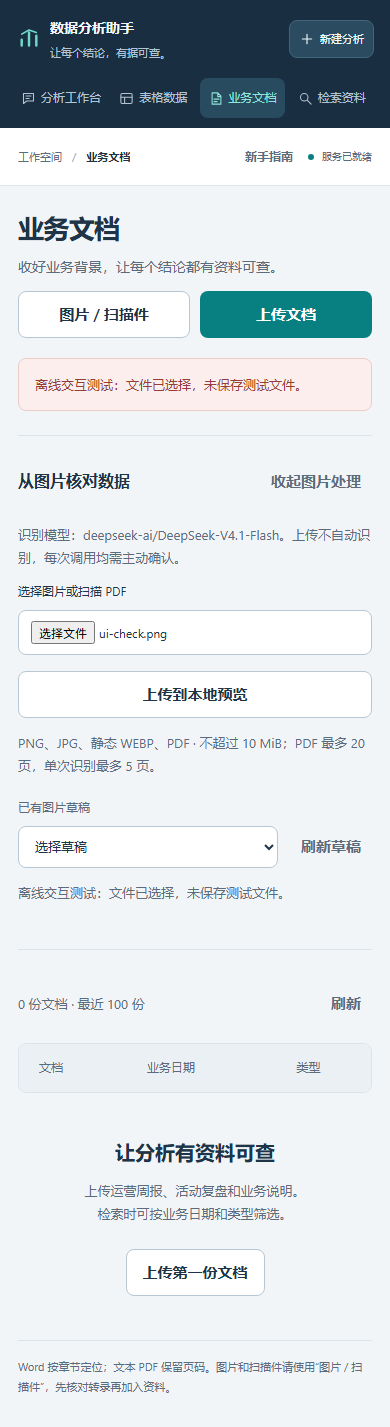 数据分析助手
让每个结论，有据可查。
新建分析
分析工作台 表格数据 业务文档 检索资料
工作空间 / 业务文档 新手指南 服务已就绪
业务文档
收好业务背景，让每个结论都有资料可查。
图片 / 扫描件 上传文档
离线交互测试：文件已选择，未保存测试文件。
从图片核对数据 收起图片处理
识别模型：deepseek-ai/DeepSeek-V4.1-Flash。上传不自动识
别，每次调用均需主动确认。
选择图片或扫描 PDF
选择文件 ui-check.png
上传到本地预览
PNG、JPG、静态 WEBP、PDF · 不超过 10 MiB；PDF 最多 20
页，单次识别最多 5 页。
已有图片草稿
选择草稿 刷新草稿
离线交互测试：文件已选择，未保存测试文件。
0 份文档 · 最近 100 份 刷新
文档 业务日期 类型
让分析有资料可查
上传运营周报、活动复盘和业务说明。
检索时可按业务日期和类型筛选。
上传第一份文档
Word 按章节定位；文本 PDF 保留页码。图片和扫描件请使用“图片 / 扫
描件”，先核对转录再加入资料。